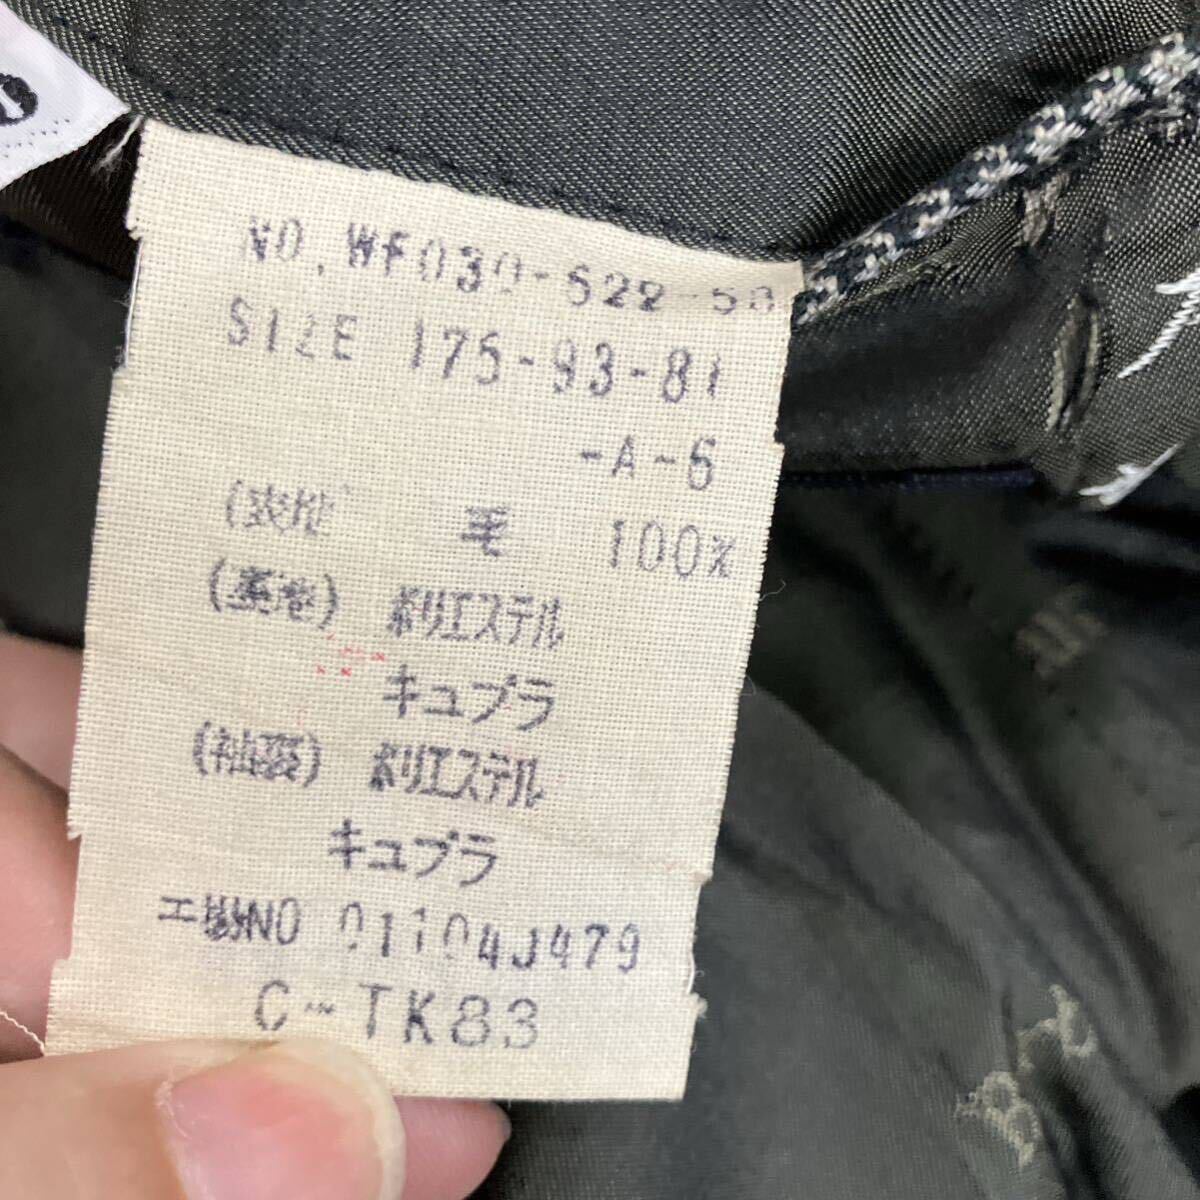 NO. WF030-522-50
SIZE 175-93-81
-A-5
(表地 毛 100%
(裏地) ポリエステル
キュプラ
(袖裏) ポリエステル
キュプラ
工場NO 01104J479
C-TK83